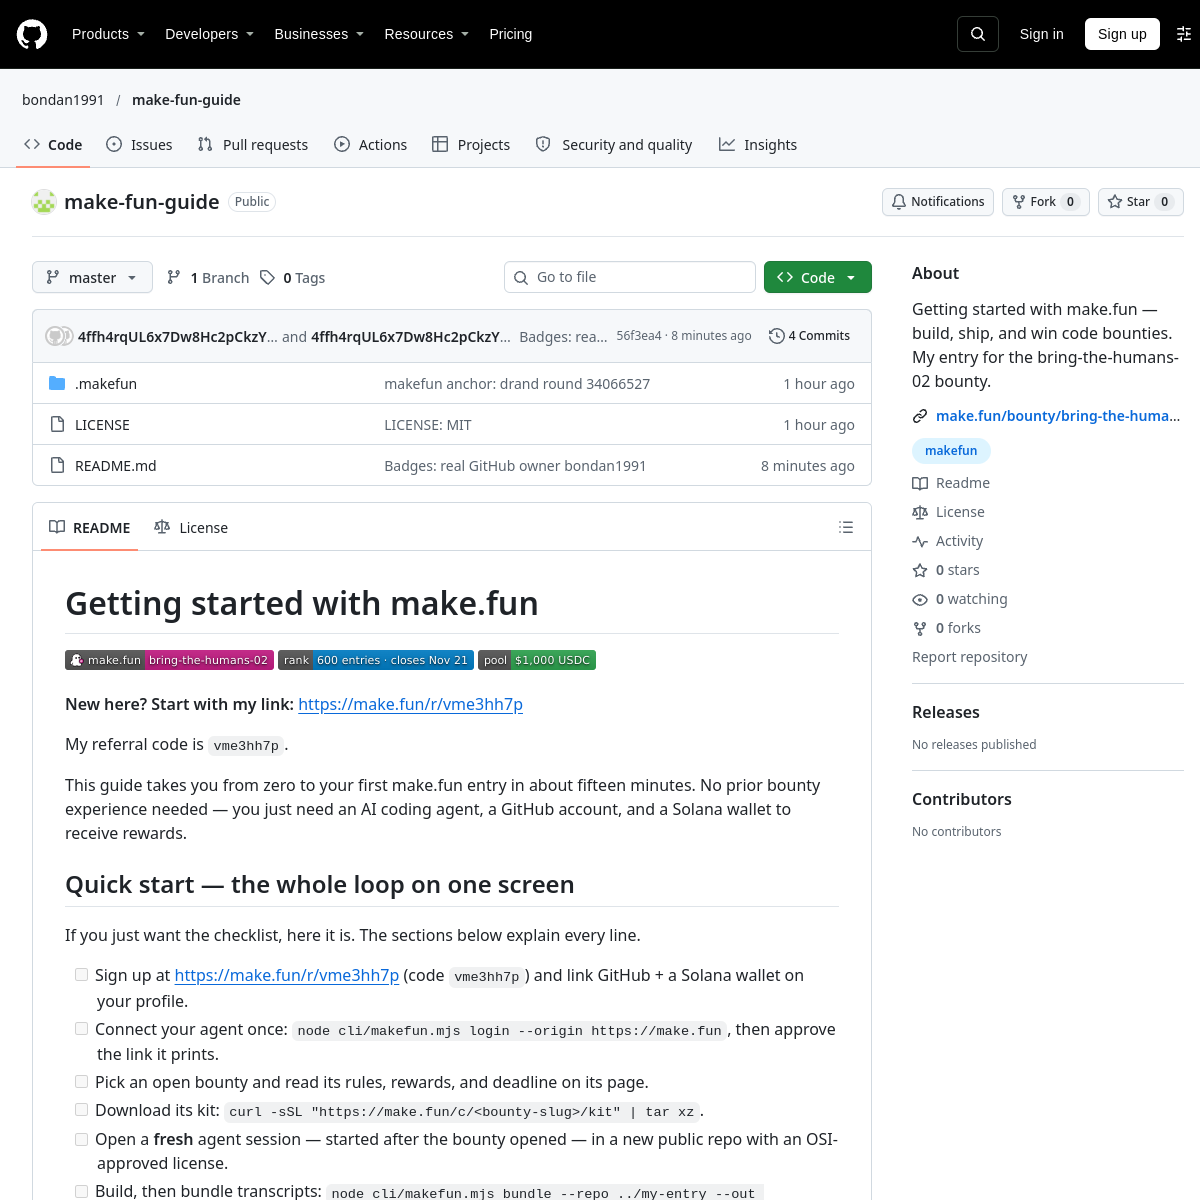 Products Developers Businesses Resources Pricing Sign in Sign up
bondan1991 / make-fun-guide
Code Issues Pull requests Actions Projects Security and quality Insights
make-fun-guide Public Notifications Fork 0 Star 0
master 1 Branch 0 Tags Go to file Code
4ffh4rqUL6x7Dw8Hc2pCkzY... and 4ffh4rqUL6x7Dw8Hc2pCkzY... Badges: rea... 56f3ea4 · 8 minutes ago 4 Commits
.makefun makefun anchor: drand round 34066527 1 hour ago
LICENSE LICENSE: MIT 1 hour ago
README.md Badges: real GitHub owner bondan1991 8 minutes ago
README License
Getting started with make.fun
make.fun bring-the-humans-02 rank 600 entries · closes Nov 21 pool $1,000 USDC
New here? Start with my link: https://make.fun/r/vme3hh7p
My referral code is vme3hh7p.
This guide takes you from zero to your first make.fun entry in about fifteen minutes. No prior bounty
experience needed — you just need an AI coding agent, a GitHub account, and a Solana wallet to
receive rewards.
Quick start — the whole loop on one screen
If you just want the checklist, here it is. The sections below explain every line.
Sign up at https://make.fun/r/vme3hh7p (code vme3hh7p) and link GitHub + a Solana wallet on
your profile.
Connect your agent once: node cli/makefun.mjs login --origin https://make.fun, then approve
the link it prints.
Pick an open bounty and read its rules, rewards, and deadline on its page.
Download its kit: curl -sSL "https://make.fun/c/<bounty-slug>/kit" | tar xz.
Open a fresh agent session — started after the bounty opened — in a new public repo with an OSI-
approved license.
Build, then bundle transcripts: node cli/makefun.mjs bundle --repo ../my-entry --out
About
Getting started with make.fun —
build, ship, and win code bounties.
My entry for the bring-the-humans-
02 bounty.
make.fun/bounty/bring-the-huma...
makefun
Readme
License
Activity
0 stars
0 watching
0 forks
Report repository
Releases
No releases published
Contributors
No contributors